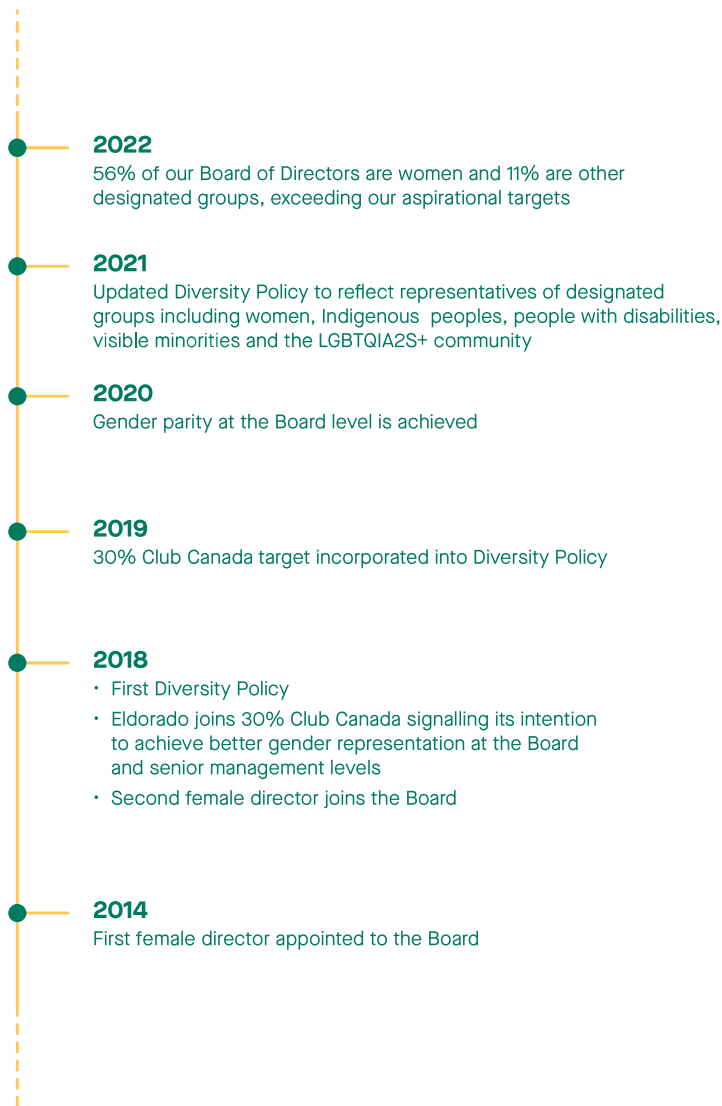 2022
56% of our Board of Directors are women and 11% are other
designated groups, exceeding our aspirational targets
2021
Updated Diversity Policy to reflect representatives of designated
groups including women, Indigenous  peoples, people with disabilities,
visible minorities and the LGBTQIA2S+ community
2020
Gender parity at the Board level is achieved
2019
30% Club Canada target incorporated into Diversity Policy
2018
• First Diversity Policy
• Eldorado joins 30% Club Canada signalling its intention
to achieve better gender representation at the Board
and senior management levels
• Second female director joins the Board
2014
First female director appointed to the Board